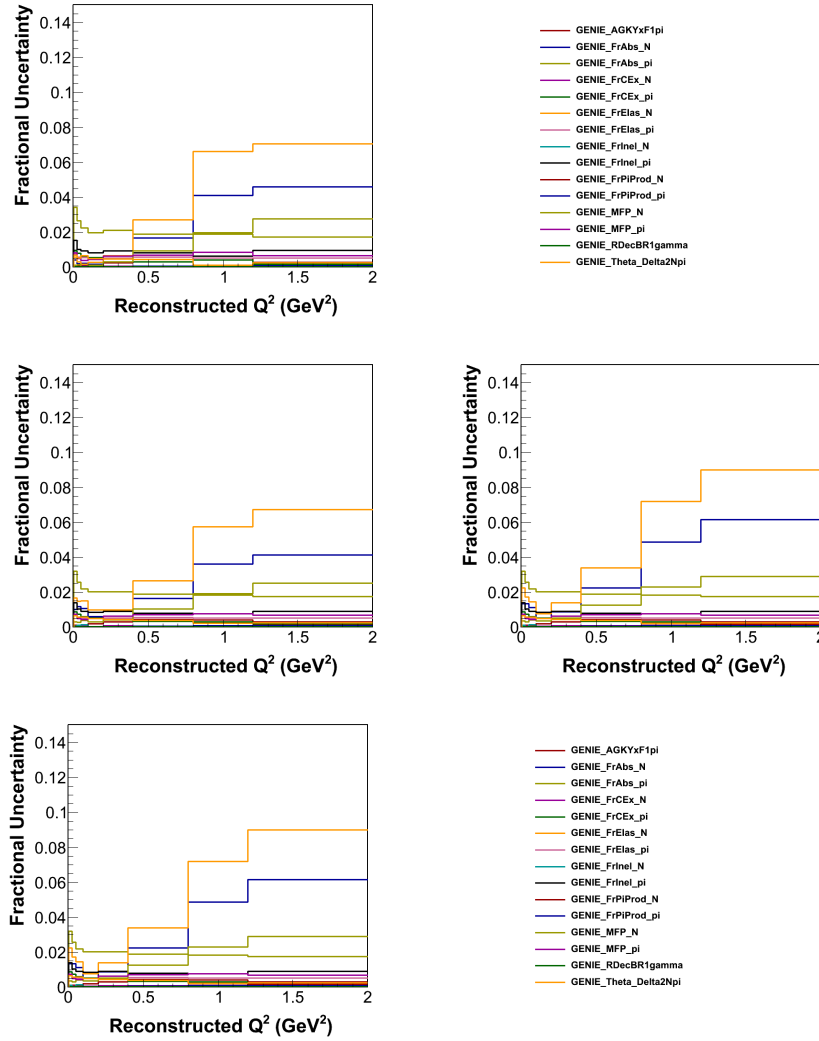 Fractional Uncertainty
0.14
0.12
0.1
0.08
0.06
0.04
0.02
0
0 0.5 1 1.5 2
Reconstructed Q² (GeV²)
GENIE_AGKYxF1pi
GENIE_FrAbs_N
GENIE_FrAbs_pi
GENIE_FrCEx_N
GENIE_FrCEx_pi
GENIE_FrElas_N
GENIE_FrElas_pi
GENIE_FrInel_N
GENIE_FrInel_pi
GENIE_FrPiProd_N
GENIE_FrPiProd_pi
GENIE_MFP_N
GENIE_MFP_pi
GENIE_RDecBR1gamma
GENIE_Theta_Delta2Npi
Fractional Uncertainty
0.14
0.12
0.1
0.08
0.06
0.04
0.02
0
0 0.5 1 1.5 2
Reconstructed Q² (GeV²)
Fractional Uncertainty
0.14
0.12
0.1
0.08
0.06
0.04
0.02
0
0 0.5 1 1.5 2
Reconstructed Q² (GeV²)
Fractional Uncertainty
0.14
0.12
0.1
0.08
0.06
0.04
0.02
0
0 0.5 1 1.5 2
Reconstructed Q² (GeV²)
GENIE_AGKYxF1pi
GENIE_FrAbs_N
GENIE_FrAbs_pi
GENIE_FrCEx_N
GENIE_FrCEx_pi
GENIE_FrElas_N
GENIE_FrElas_pi
GENIE_FrInel_N
GENIE_FrInel_pi
GENIE_FrPiProd_N
GENIE_FrPiProd_pi
GENIE_MFP_N
GENIE_MFP_pi
GENIE_RDecBR1gamma
GENIE_Theta_Delta2Npi